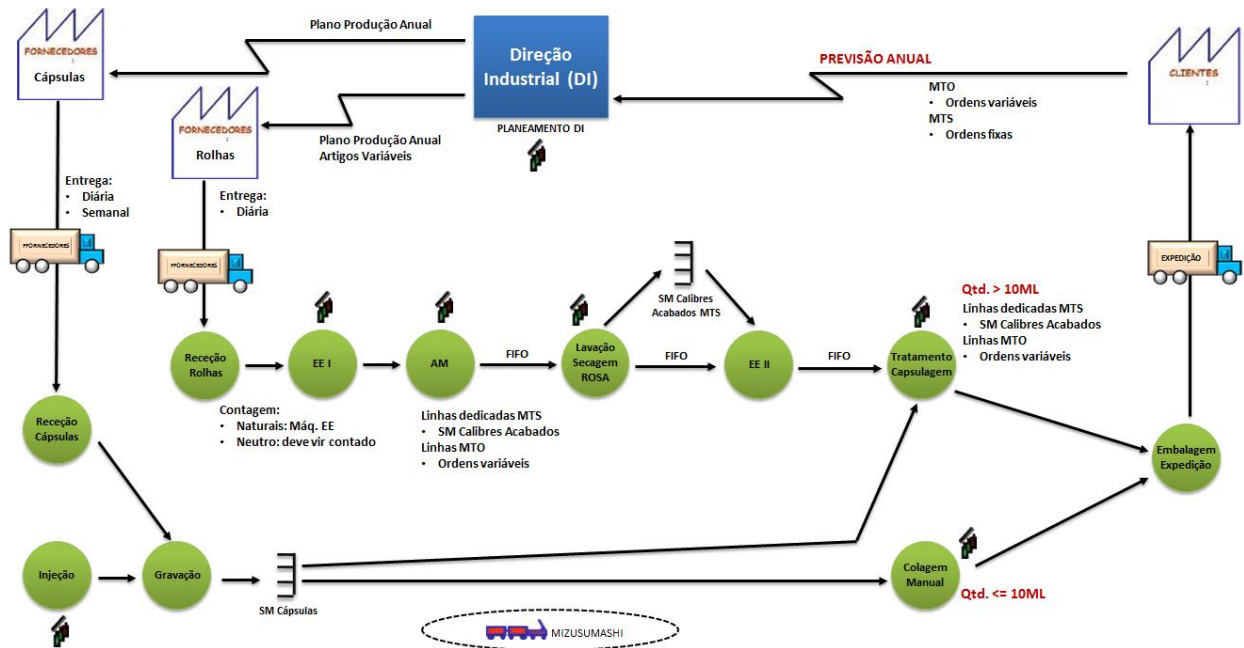 Plano Produção Anual
FORNECEDORES
Cápsulas
Direção
Industrial (DI)
PLANEAMENTO DI
PREVISÃO ANUAL
MTO
• Ordens variáveis
MTS
• Ordens fixas
CLIENTES
FORNECEDORES
Rolhas
Plano Produção Anual
Artigos Variáveis
Entrega:
• Diária
• Semanal
Entrega:
• Diária
PFORNECEDORES
PFORNECEDORES
EXPEDIÇÃO
SM Calibres
Acabados MTS
Qtd. > 10ML
Linhas dedicadas MTS
• SM Calibres Acabados
Linhas MTO
• Ordens variáveis
Receção
Rolhas
EE I
AM
FIFO
Lavação
Secagem
ROSA
FIFO
EE II
FIFO
Tratamento
Capsulagem
Contagem:
• Naturais: Máq. EE
• Neutro: deve vir contado
Linhas dedicadas MTS
• SM Calibres Acabados
Linhas MTO
• Ordens variáveis
Receção
Cápsulas
Embalagem
Expedição
Injeção
Gravação
SM Cápsulas
Colagem
Manual
Qtd. <= 10ML
MIZUSUMASHI